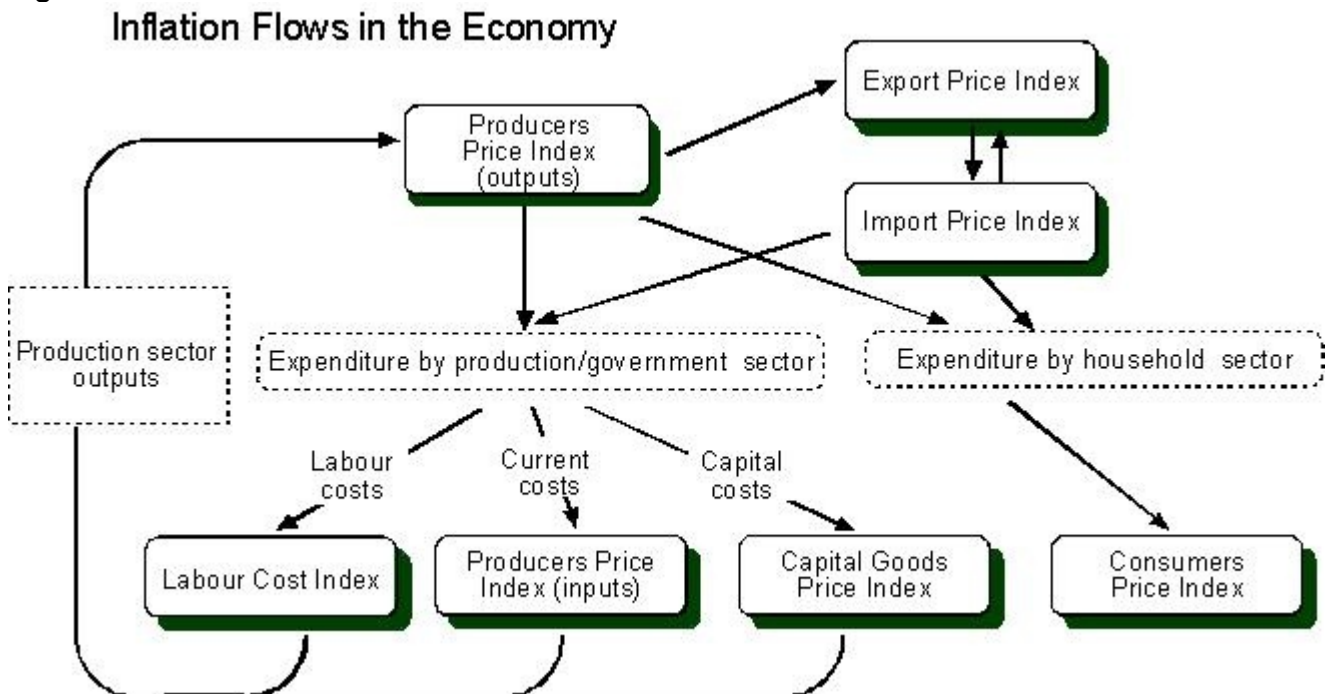 Inflation Flows in the Economy
Export Price Index
Producers
Price Index
(outputs)
Import Price Index
Production sector
outputs
Expenditure by production/government sector
Expenditure by household sector
Labour
costs
Current
costs
Capital
costs
Labour Cost Index
Producers Price
Index (inputs)
Capital Goods
Price Index
Consumers
Price Index